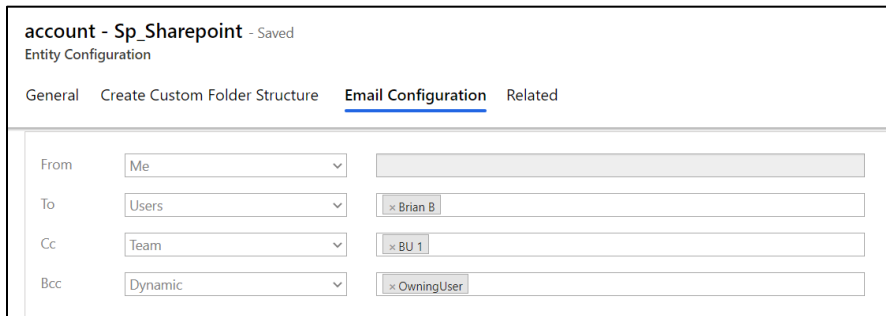 account - Sp_Sharepoint - Saved
Entity Configuration
General Create Custom Folder Structure Email Configuration Related
From Me
To Users × Brian B
Cc Team × BU 1
Bcc Dynamic × OwningUser